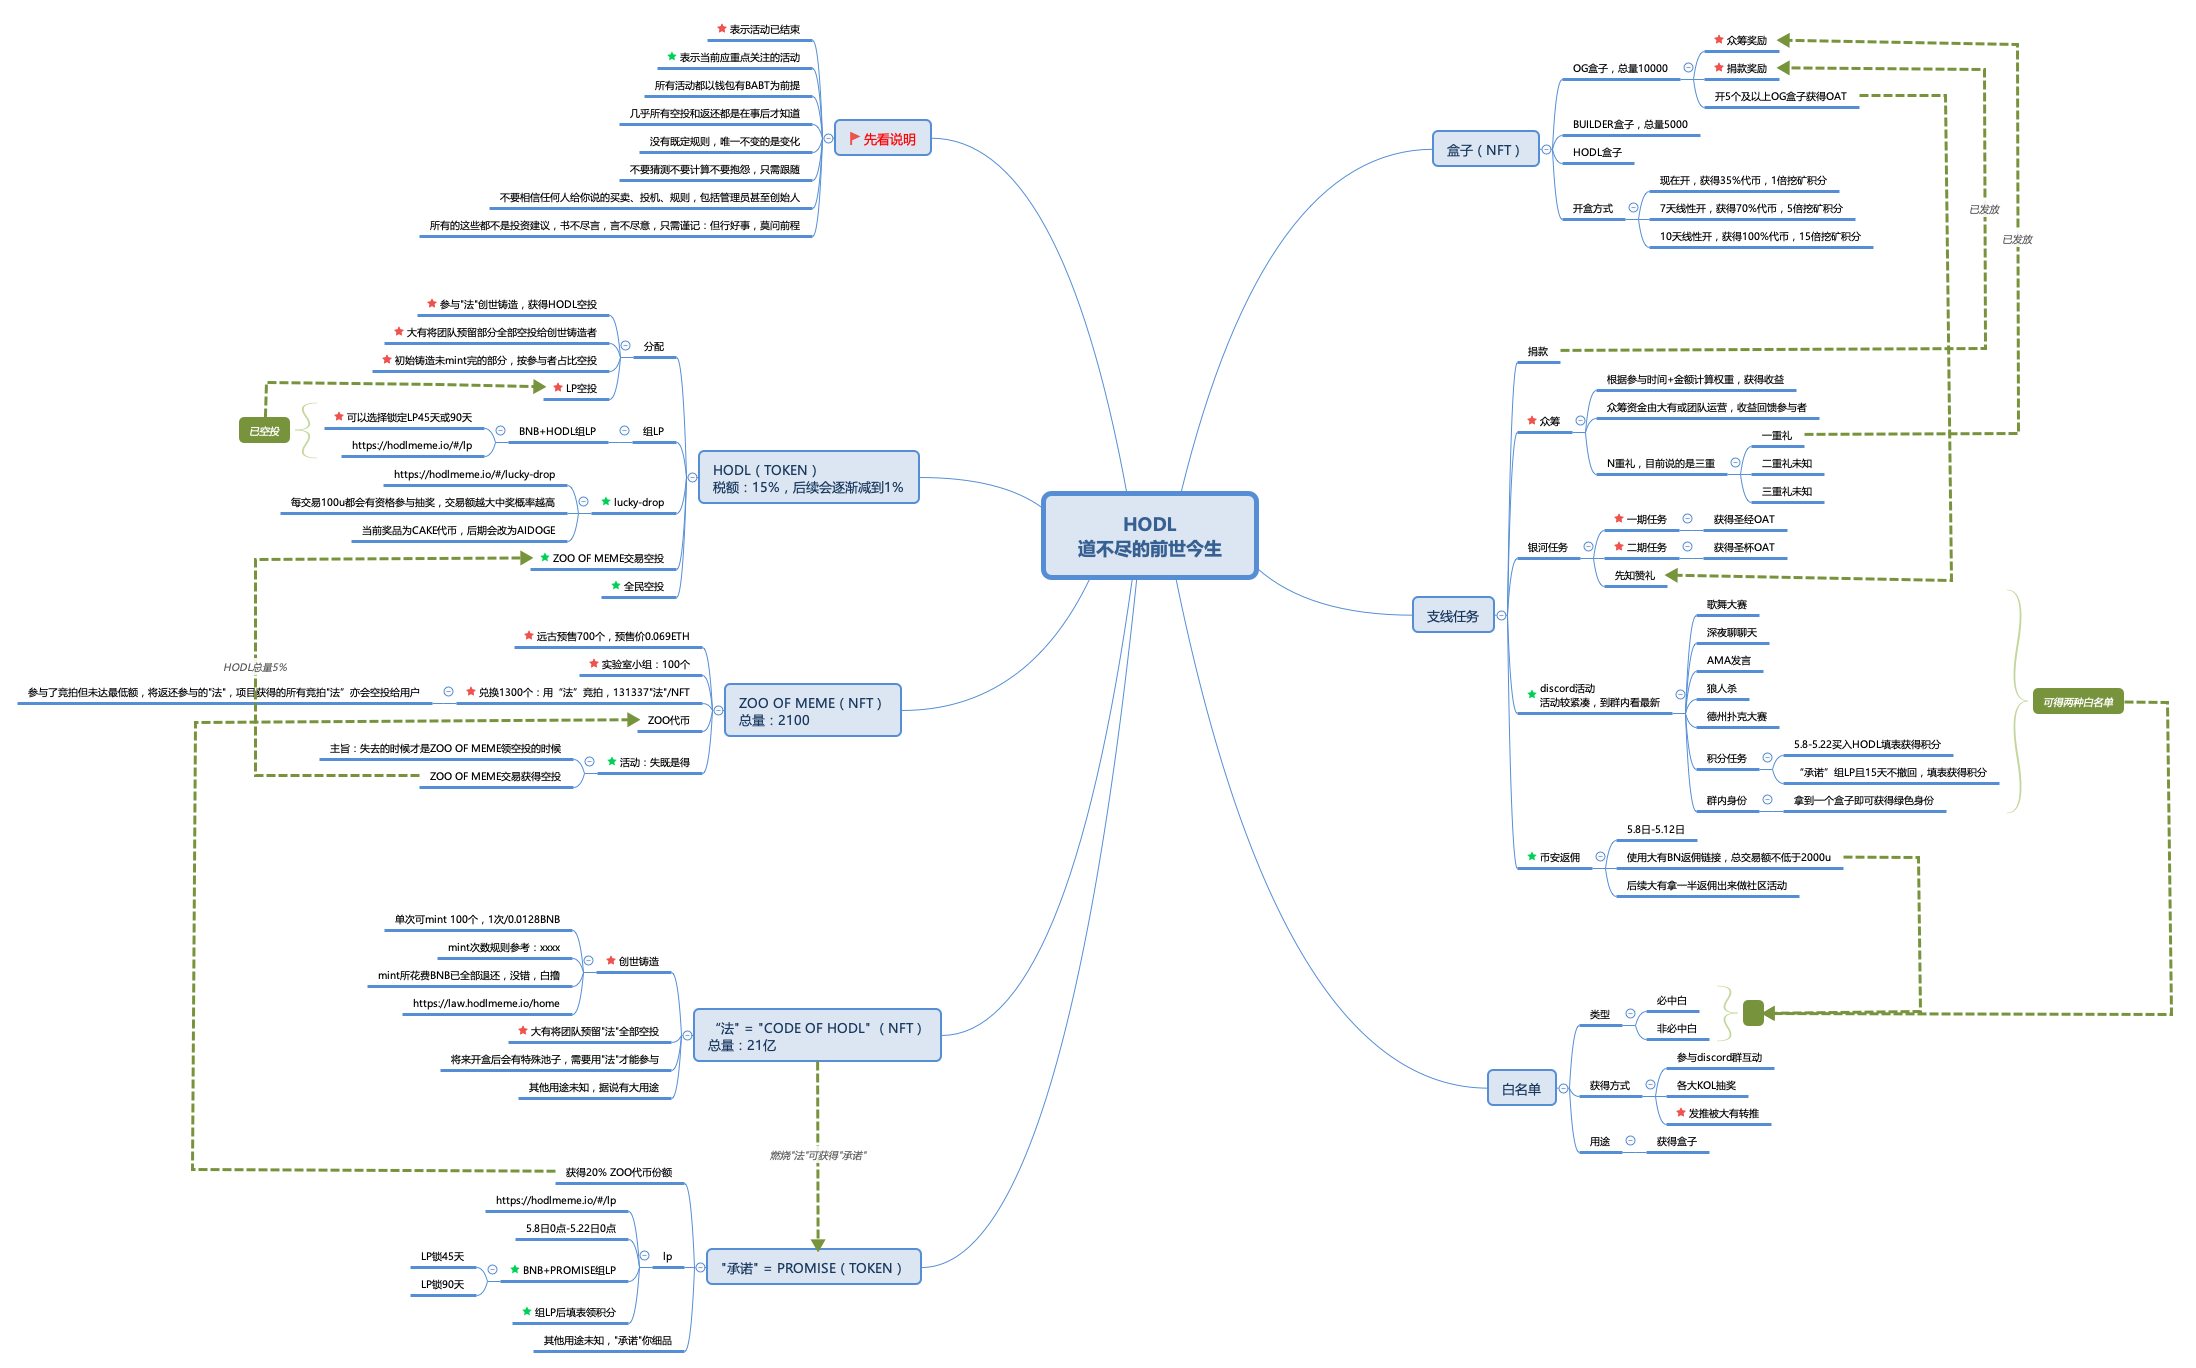 HODL
道不尽的前世今生
先看说明
表示活动已结束
表示当前应重点关注的活动
所有活动都以钱包有BABT为前提
几乎所有空投和返还都是在事后才知道
没有既定规则，唯一不变的是变化
不要猜测不要计算不要抱怨，只需跟随
不要相信任何人给你说的买卖、投机、规则，包括管理员甚至创始人
所有的这些都不是投资建议，书不尽言，言不尽意，只需谨记：但行好事，莫问前程
HODL（TOKEN）
税额：15%，后续会逐渐减到1%
分配
参与"法"创世铸造，获得HODL空投
大有将团队预留部分全部空投给创世铸造者
初始铸造未mint完的部分，按参与者占比空投
LP空投
组LP
BNB+HODL组LP
可以选择锁定LP45天或90天
https://hodlmeme.io/#/lp
已空投
lucky-drop
https://hodlmeme.io/#/lucky-drop
每交易100u都会有资格参与抽奖，交易额越大中奖概率越高
当前奖品为CAKE代币，后期会改为AIDOGE
ZOO OF MEME交易空投
全民空投
HODL总量5%
ZOO OF MEME（NFT）
总量：2100
远古预售700个，预售价0.069ETH
实验室小组：100个
兑换1300个：用“法”竞拍，131337"法"/NFT
参与了竞拍但未达最低额，将返还参与的"法"，项目获得的所有竞拍"法”亦会空投给用户
ZOO代币
活动：失既是得
主旨：失去的时候才是ZOO OF MEME领空投的时候
ZOO OF MEME交易获得空投
“法" = "CODE OF HODL"（NFT）
总量：21亿
创世铸造
单次可mint 100个，1次/0.0128BNB
mint次数规则参考：xxxx
mint所花费BNB已全部退还，没错，白撸
https://law.hodlmeme.io/home
大有将团队预留"法"全部空投
将来开盒后会有特殊池子，需要用"法"才能参与
其他用途未知，据说有大用途
燃烧"法"可获得"承诺"
"承诺" = PROMISE（TOKEN）
获得20% ZOO代币份额
lp
https://hodlmeme.io/#/lp
5.8日0点-5.22日0点
BNB+PROMISE组LP
LP锁45天
LP锁90天
组LP后填表领积分
其他用途未知，"承诺"你细品
盒子（NFT）
OG盒子，总量10000
众筹奖励
捐款奖励
开5个及以上OG盒子获得OAT
BUILDER盒子，总量5000
HODL盒子
开盒方式
现在开，获得35%代币，1倍挖矿积分
7天线性开，获得70%代币，5倍挖矿积分
10天线性开，获得100%代币，15倍挖矿积分
已发放
已发放
支线任务
捐款
众筹
根据参与时间+金额计算权重，获得收益
众筹资金由大有或团队运营，收益回馈参与者
N重礼，目前说的是三重
一重礼
二重礼未知
三重礼未知
银河任务
一期任务
获得圣经OAT
二期任务
获得圣杯OAT
先知赞礼
discord活动
活动较紧凑，到群内看最新
歌舞大赛
深夜聊聊天
AMA发言
狼人杀
德州扑克大赛
积分任务
5.8-5.22买入HODL填表获得积分
“承诺”组LP且15天不撤回，填表获得积分
群内身份
拿到一个盒子即可获得绿色身份
可得两种白名单
币安返佣
5.8日-5.12日
使用大有BN返佣链接，总交易额不低于2000u
后续大有拿一半返佣出来做社区活动
白名单
类型
必中白
非必中白
获得方式
参与discord群互动
各大KOL抽奖
发推被大有转推
用途
获得盒子